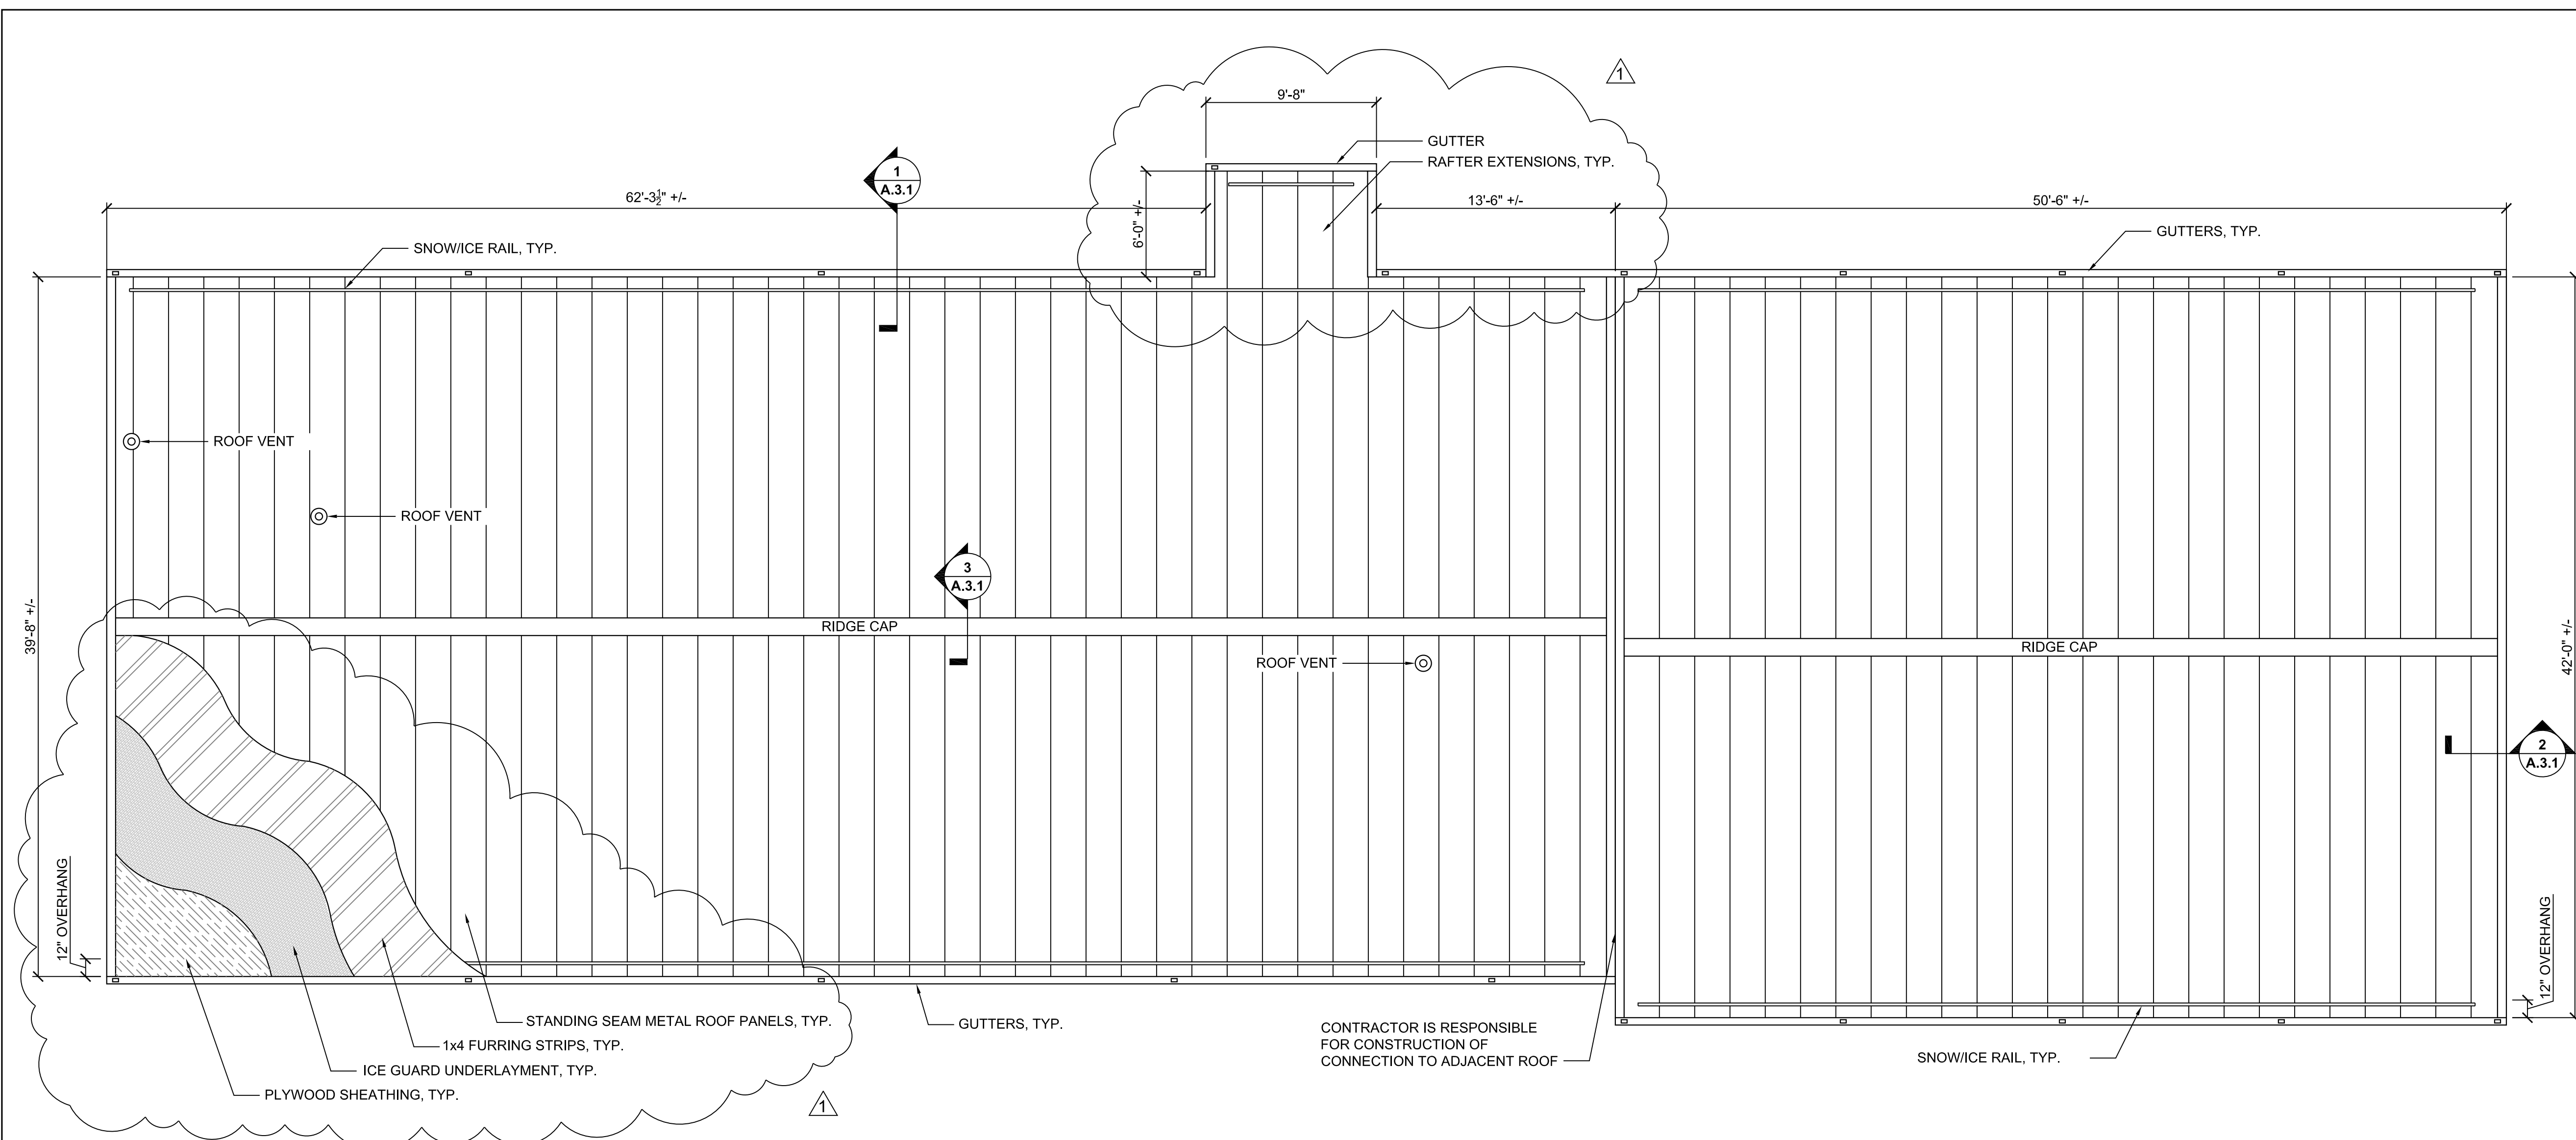 1
9'-8"
GUTTER
RAFTER EXTENSIONS, TYP.
1
A.3.1
62'-3½" +/-
6'-0" +/-
13'-6" +/-
50'-6" +/-
GUTTERS, TYP.
SNOW/ICE RAIL, TYP.
ROOF VENT
ROOF VENT
3
A.3.1
39'-8" +/-
RIDGE CAP
ROOF VENT
RIDGE CAP
42'-0" +/-
2
A.3.1
12" OVERHANG
12" OVERHANG
STANDING SEAM METAL ROOF PANELS, TYP.
1x4 FURRING STRIPS, TYP.
ICE GUARD UNDERLAYMENT, TYP.
PLYWOOD SHEATHING, TYP.
GUTTERS, TYP.
CONTRACTOR IS RESPONSIBLE
FOR CONSTRUCTION OF
CONNECTION TO ADJACENT ROOF
SNOW/ICE RAIL, TYP.
1